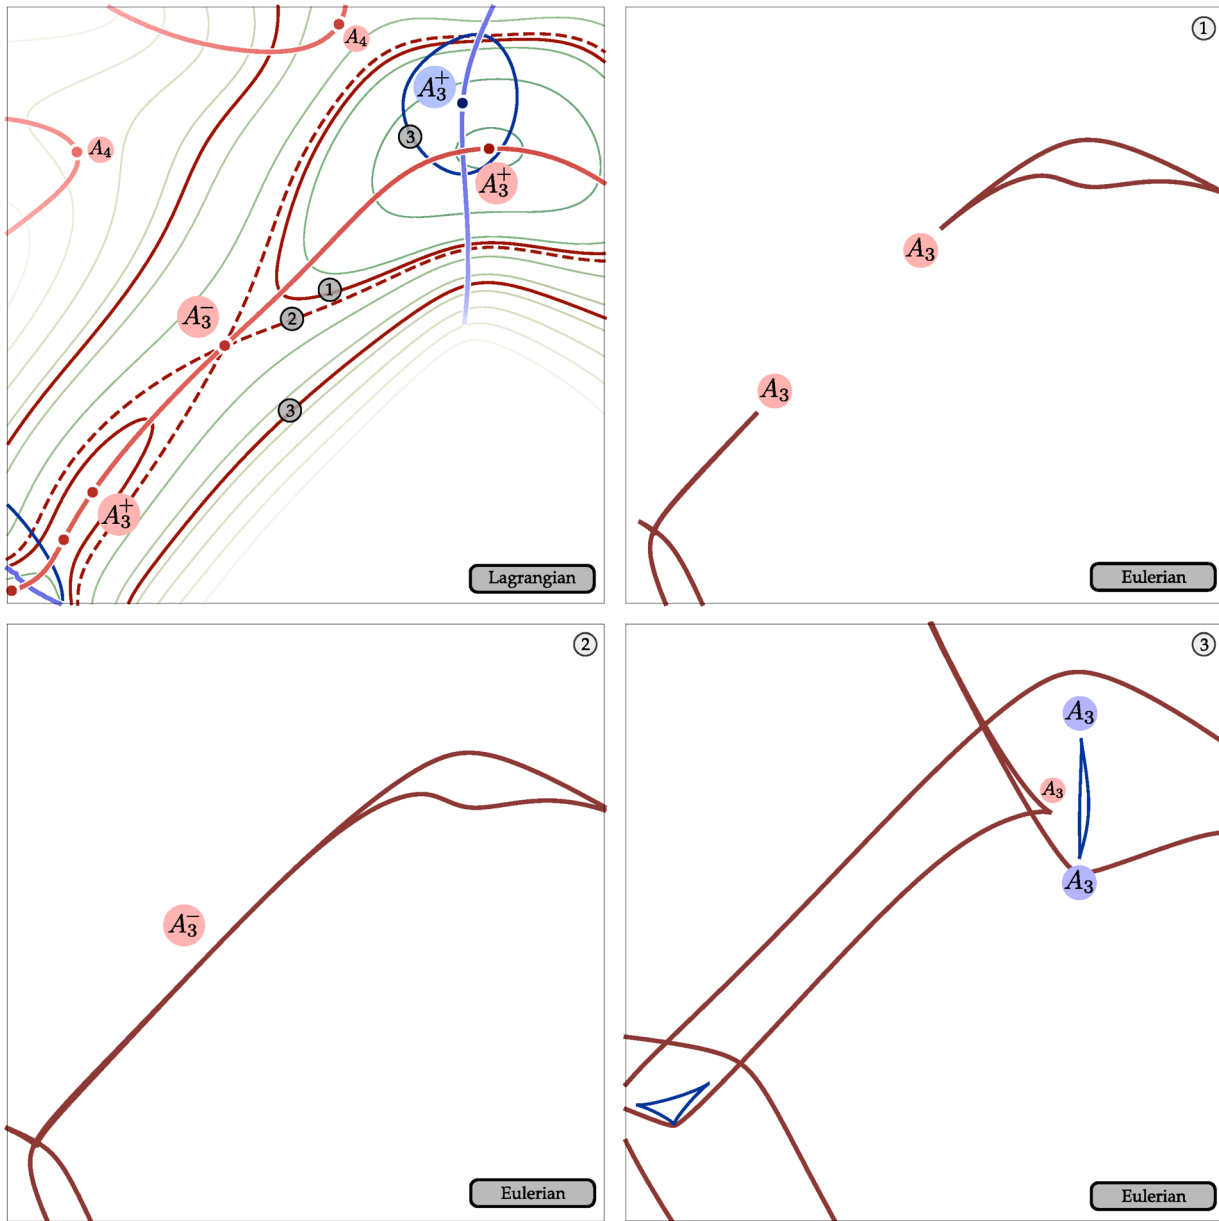 A₄
A₃⁺
③
A₄
A₃⁺
①
A₃⁻
②
③
A₃⁺
Lagrangian
①
A₃
A₃
Eulerian
②
A₃⁻
Eulerian
③
A₃
A₃
A₃
Eulerian